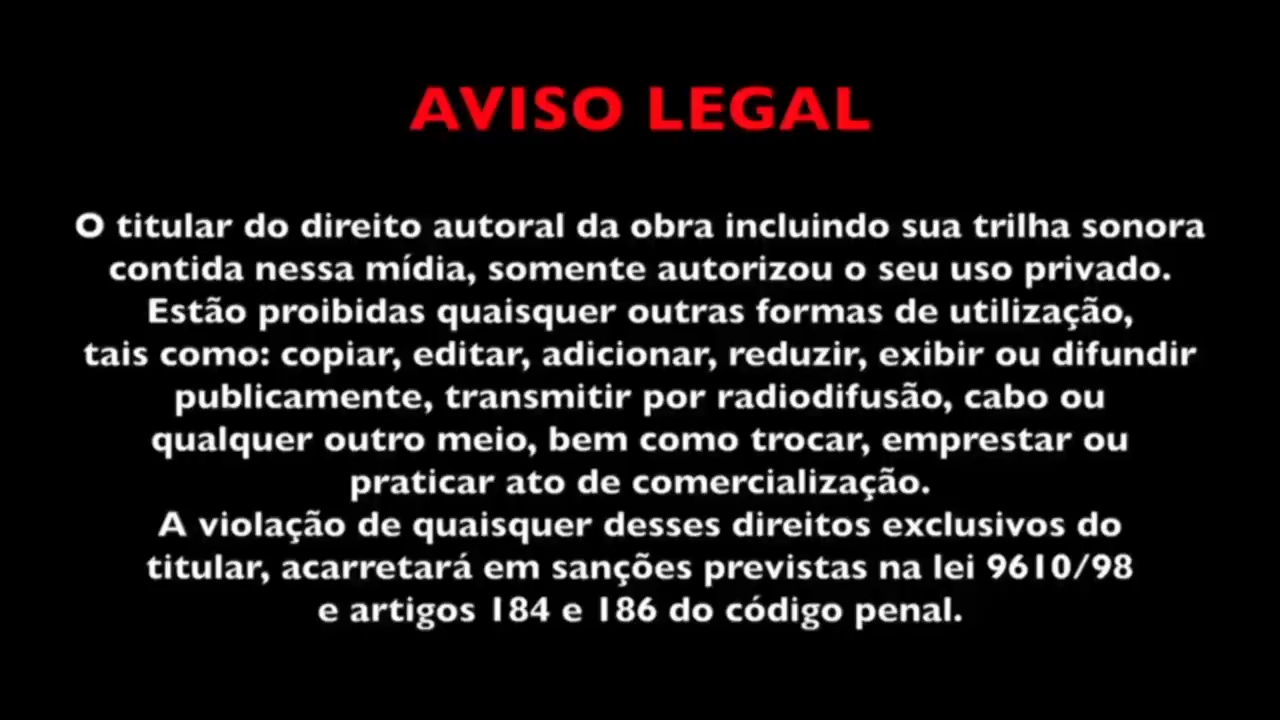 AVISO LEGAL
O titular do direito autoral da obra incluindo sua trilha sonora
contida nessa mídia, somente autorizou o seu uso privado.
Estão proibidas quaisquer outras formas de utilização,
tais como: copiar, editar, adicionar, reduzir, exibir ou difundir
publicamente, transmitir por radiodifusão, cabo ou
qualquer outro meio, bem como trocar, emprestar ou
praticar ato de comercialização.
A violação de quaisquer desses direitos exclusivos do
titular, acarretará em sanções previstas na lei 9610/98
e artigos 184 e 186 do código penal.